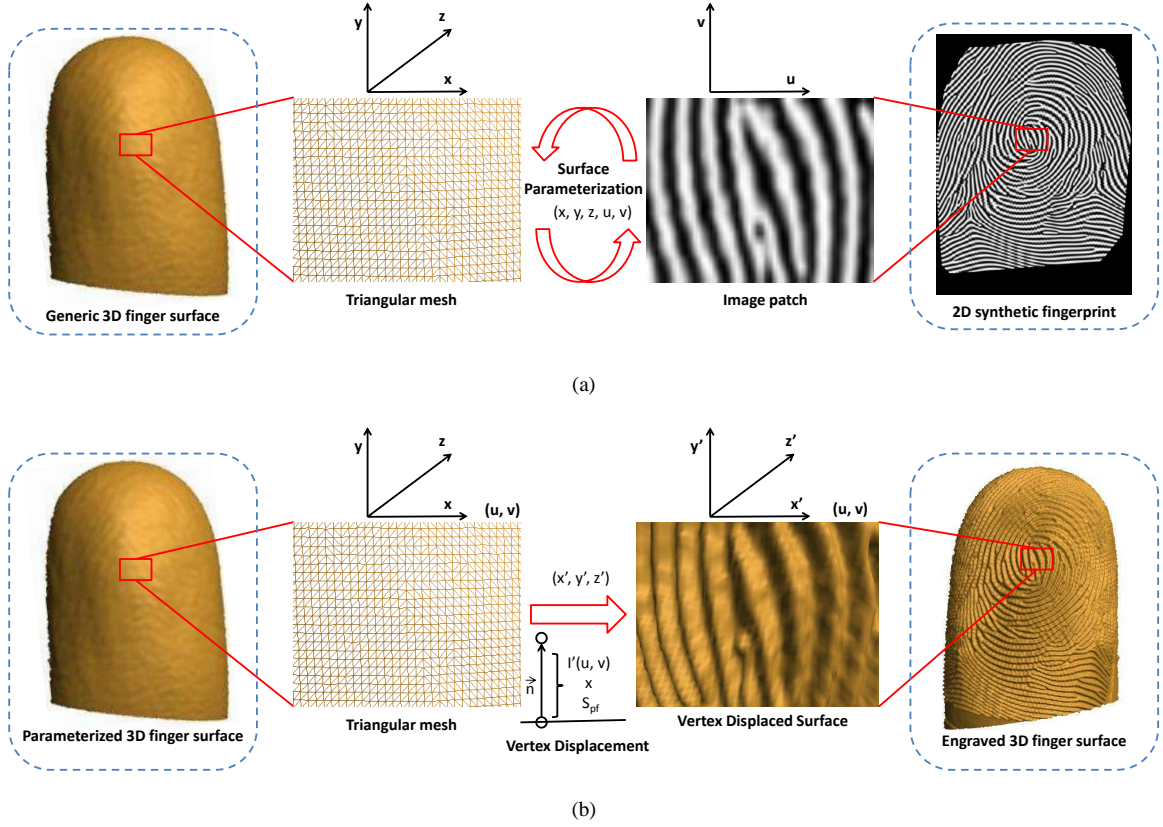 y
z
x
v
u
Surface
Parameterization
(x, y, z, u, v)
Triangular mesh
Image patch
Generic 3D finger surface
2D synthetic fingerprint
(a)
y
z
x
(u, v)
y’
z’
x’
(u, v)
(x’, y’, z’)
I’(u, v)
n
x
S_pf
Triangular mesh
Vertex Displaced Surface
Parameterized 3D finger surface
Vertex Displacement
Engraved 3D finger surface
(b)